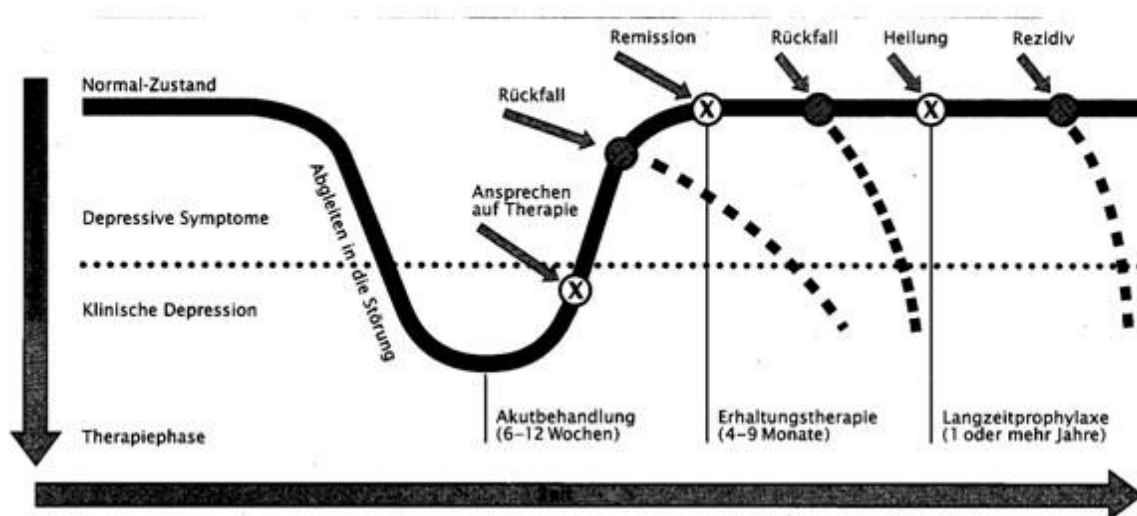 Remission
Rückfall
Heilung
Rezidiv
Normal-Zustand
Rückfall
Abgleiten in die Störung
Ansprechen
auf Therapie
Depressive Symptome
X
X
X
Klinische Depression
Akutbehandlung
(6–12 Wochen)
Erhaltungstherapie
(4–9 Monate)
Langzeitprophylaxe
(1 oder mehr Jahre)
Therapiephase
Zeit